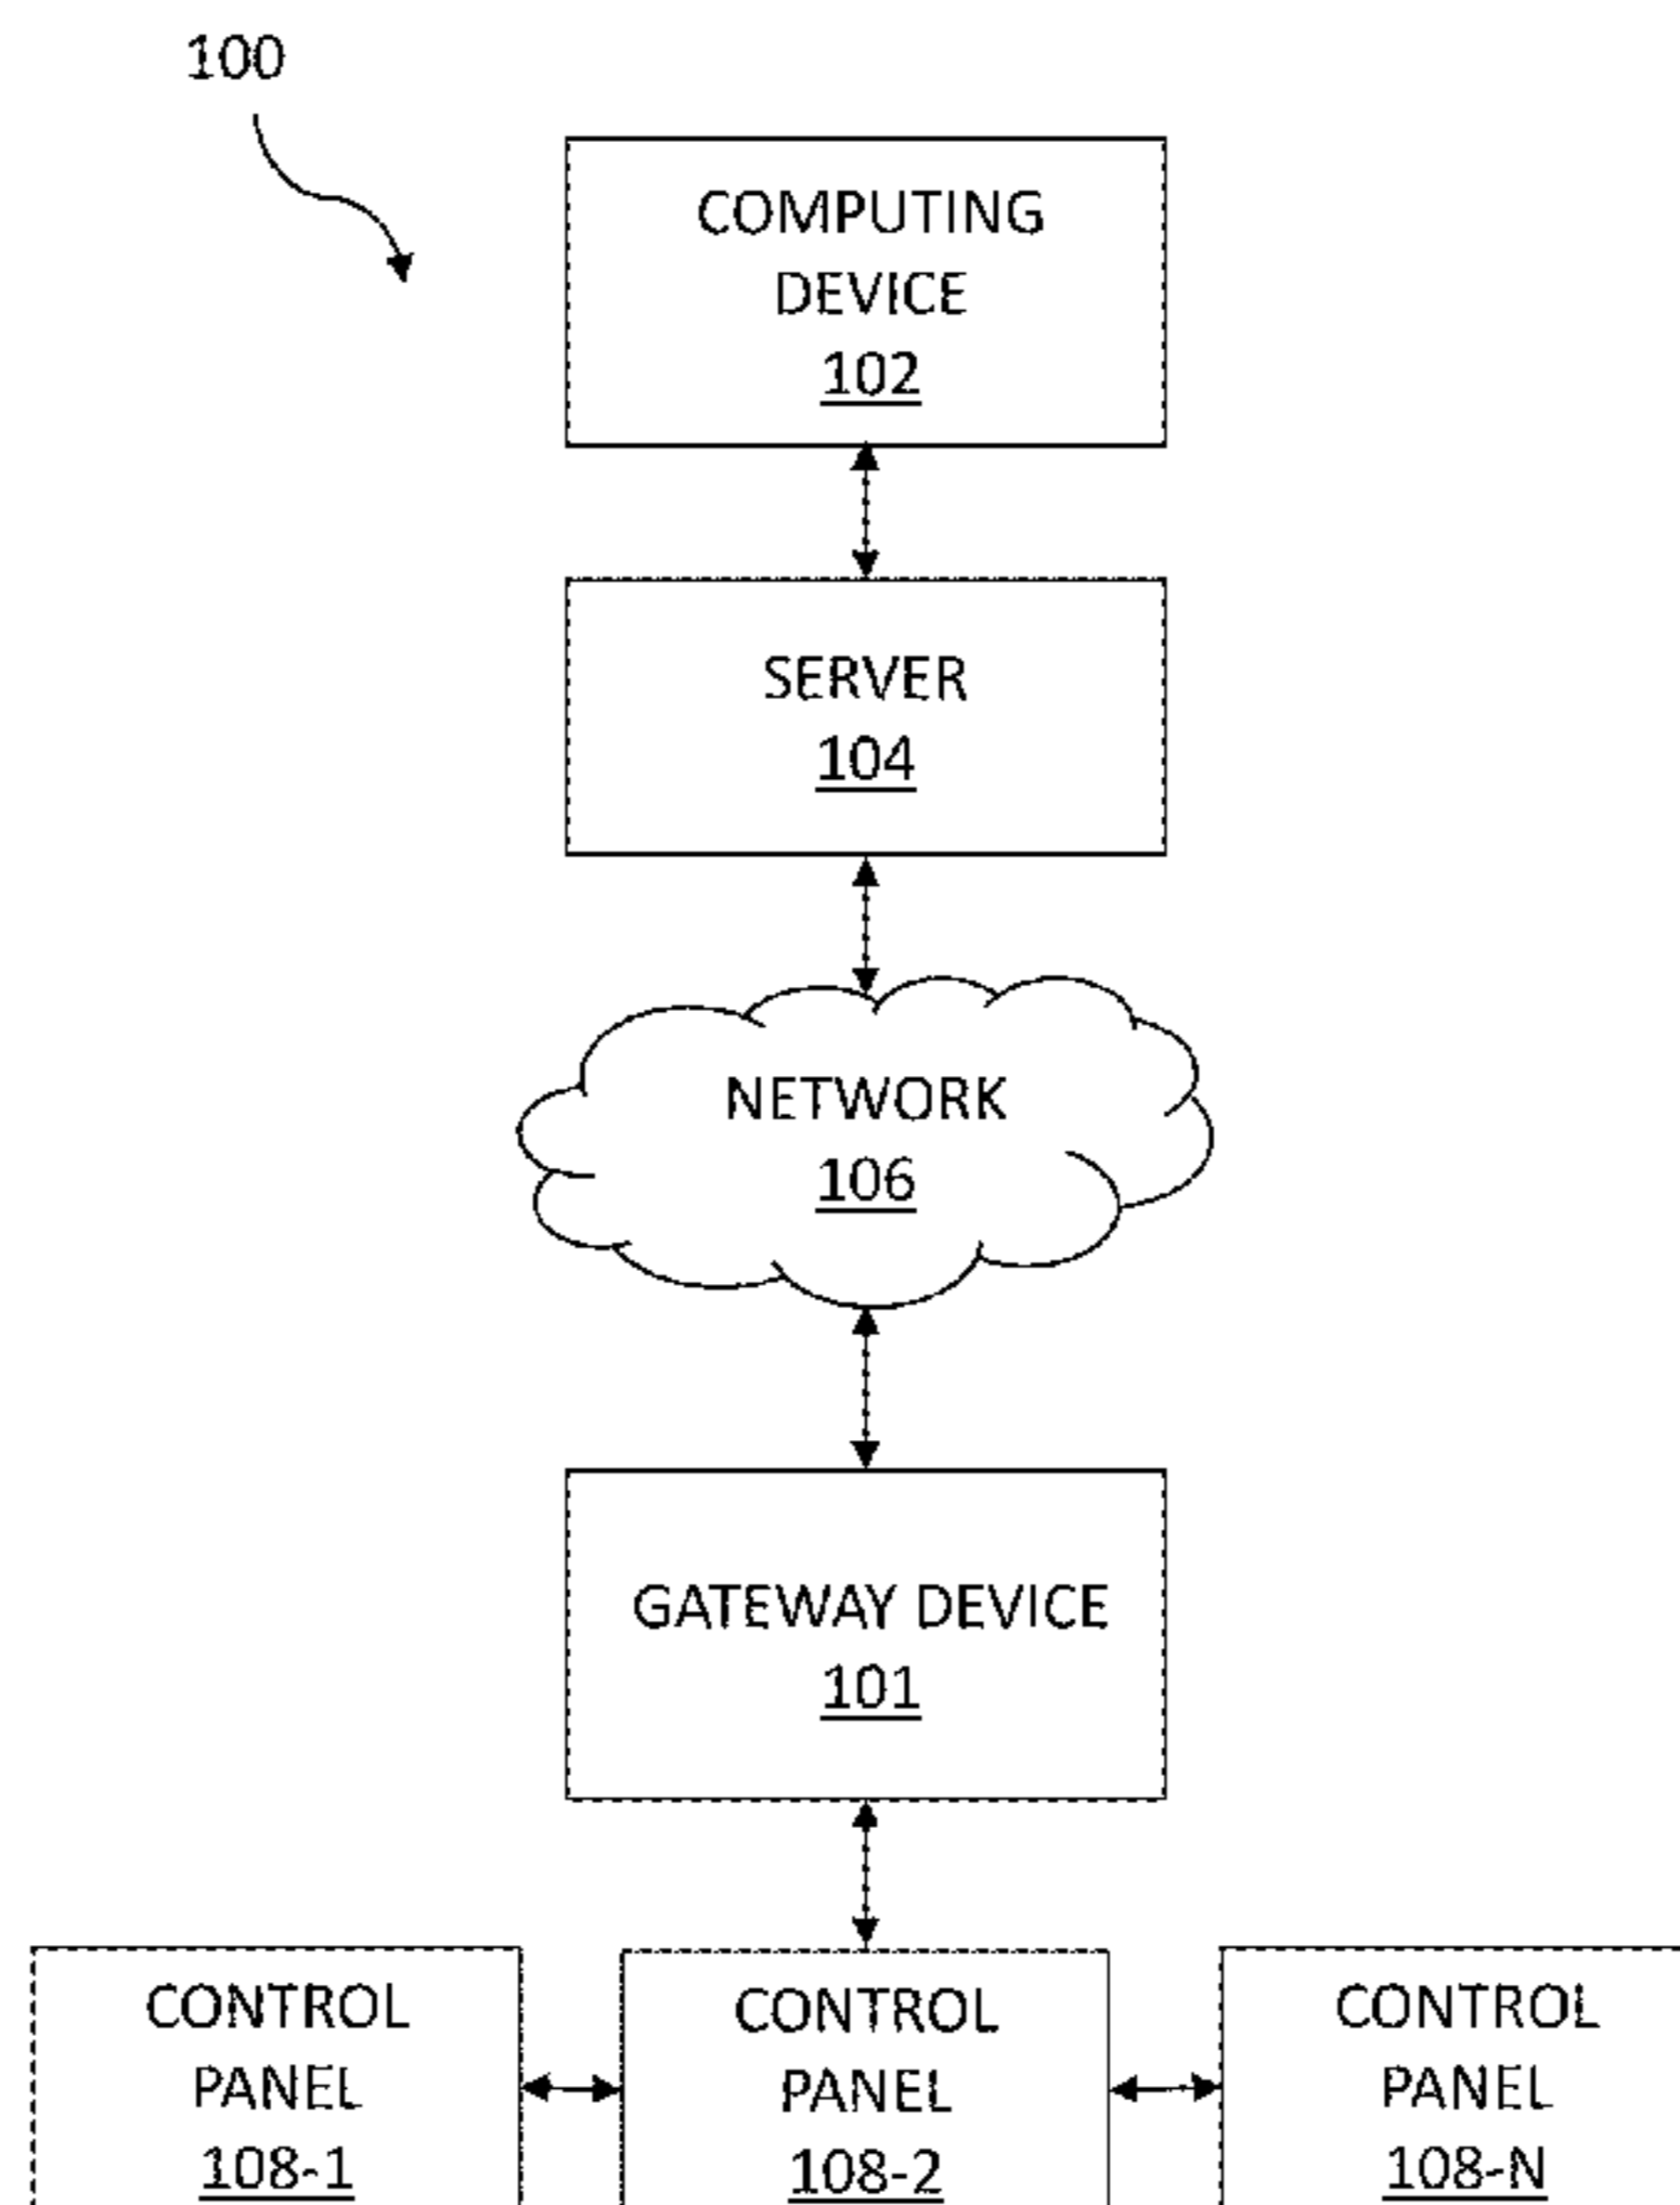 100
COMPUTING
DEVICE
102
SERVER
104
NETWORK
106
GATEWAY DEVICE
101
CONTROL
PANEL
108-1
CONTROL
PANEL
108-2
CONTROL
PANEL
108-N